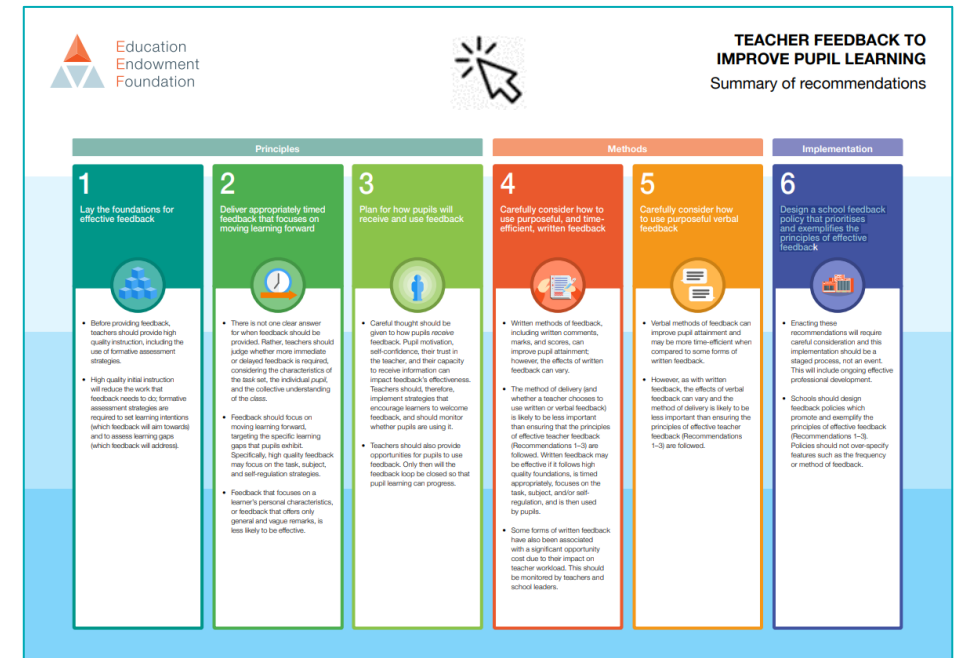 Education
Endowment
Foundation
TEACHER FEEDBACK TO
IMPROVE PUPIL LEARNING
Summary of recommendations
Principles
Methods
Implementation
1
Lay the foundations for
effective feedback
• Before providing feedback,
teachers should provide high
quality instruction, including the
use of formative assessment
strategies.
• High quality initial instruction
will reduce the work that
feedback needs to do; formative
assessment strategies are
required to set learning intentions
(which feedback will aim towards)
and to assess learning gaps
(which feedback will address).
2
Deliver appropriately timed
feedback that focuses on
moving learning forward
• There is not one clear answer
for when feedback should be
provided. Rather, teachers should
judge whether more immediate
or delayed feedback is required,
considering the characteristics of
the task set, the individual pupil,
and the collective understanding
of the class.
• Feedback should focus on
moving learning forward,
targeting the specific learning
gaps that pupils exhibit.
Specifically, high quality feedback
may focus on the task, subject,
and self-regulation strategies.
• Feedback that focuses on a
learner's personal characteristics,
or feedback that offers only
general and vague remarks, is
less likely to be effective.
3
Plan for how pupils will
receive and use feedback
• Careful thought should be
given to how pupils receive
feedback. Pupil motivation,
self-confidence, their trust in
the teacher, and their capacity
to receive information can
impact feedback's effectiveness.
Teachers should, therefore,
implement strategies that
encourage learners to welcome
feedback, and should monitor
whether pupils are using it.
• Teachers should also provide
opportunities for pupils to use
feedback. Only then will the
feedback loop be closed so that
pupil learning can progress.
4
Carefully consider how to
use purposeful, and time-
efficient, written feedback
• Written methods of feedback,
including written comments,
marks, and scores, can
improve pupil attainment;
however, the effects of written
feedback can vary.
• The method of delivery (and
whether a teacher chooses to
use written or verbal feedback)
is likely to be less important
than ensuring that the principles
of effective teacher feedback
(Recommendations 1–3) are
followed. Written feedback may
be effective if it follows high
quality foundations, is timed
appropriately, focuses on the
task, subject, and/or self-
regulation, and is then used
by pupils.
• Some forms of written feedback
have also been associated
with a significant opportunity
cost due to their impact on
teacher workload. This should
be monitored by teachers and
school leaders.
5
Carefully consider how
to use purposeful verbal
feedback
• Verbal methods of feedback can
improve pupil attainment and
may be more time-efficient when
compared to some forms of
written feedback.
• However, as with written
feedback, the effects of verbal
feedback can vary and the
method of delivery is likely to be
less important than ensuring the
principles of effective teacher
feedback (Recommendations
1–3) are followed.
6
Design a school feedback
policy that prioritises
and exemplifies the
principles of effective
feedback
• Enacting these
recommendations will require
careful consideration and this
implementation should be a
staged process, not an event.
This will include ongoing effective
professional development.
• Schools should design
feedback policies which
promote and exemplify the
principles of effective feedback
(Recommendations 1–3).
Policies should not over-specify
features such as the frequency
or method of feedback.